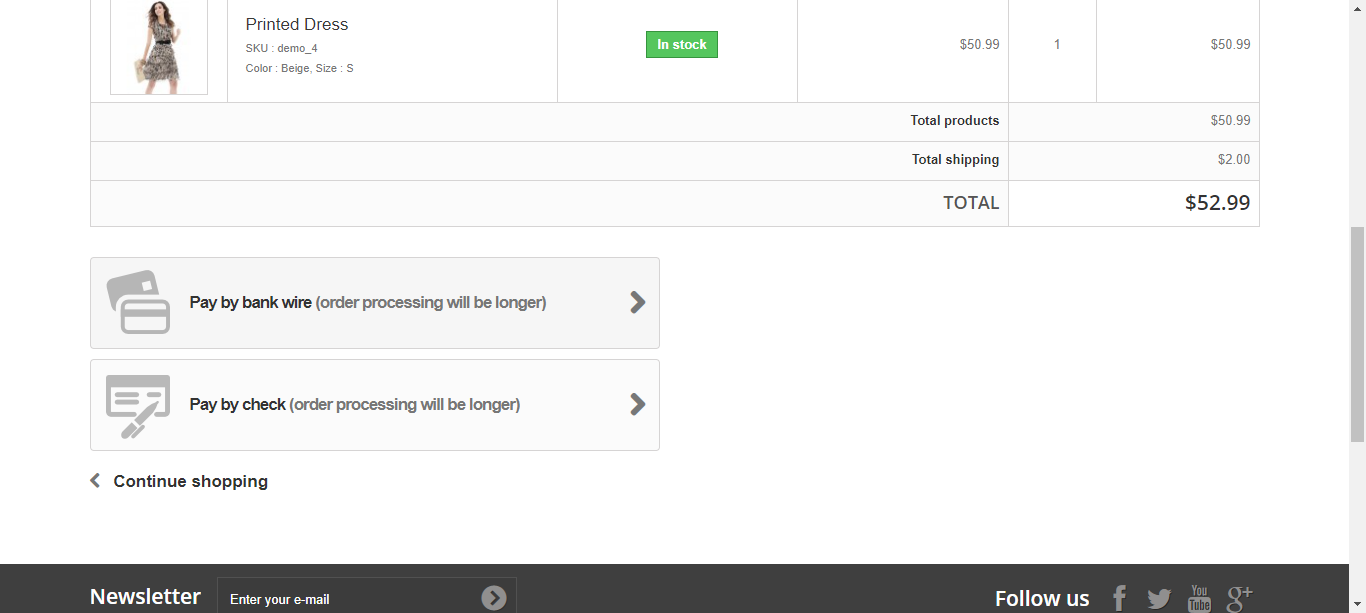 Printed Dress
SKU : demo_4
Color : Beige, Size : S
In stock
$50.99
1
$50.99
Total products
$50.99
Total shipping
$2.00
TOTAL
$52.99
Pay by bank wire (order processing will be longer)
Pay by check (order processing will be longer)
Continue shopping
Newsletter
Enter your e-mail
Follow us
You
Tube
g+